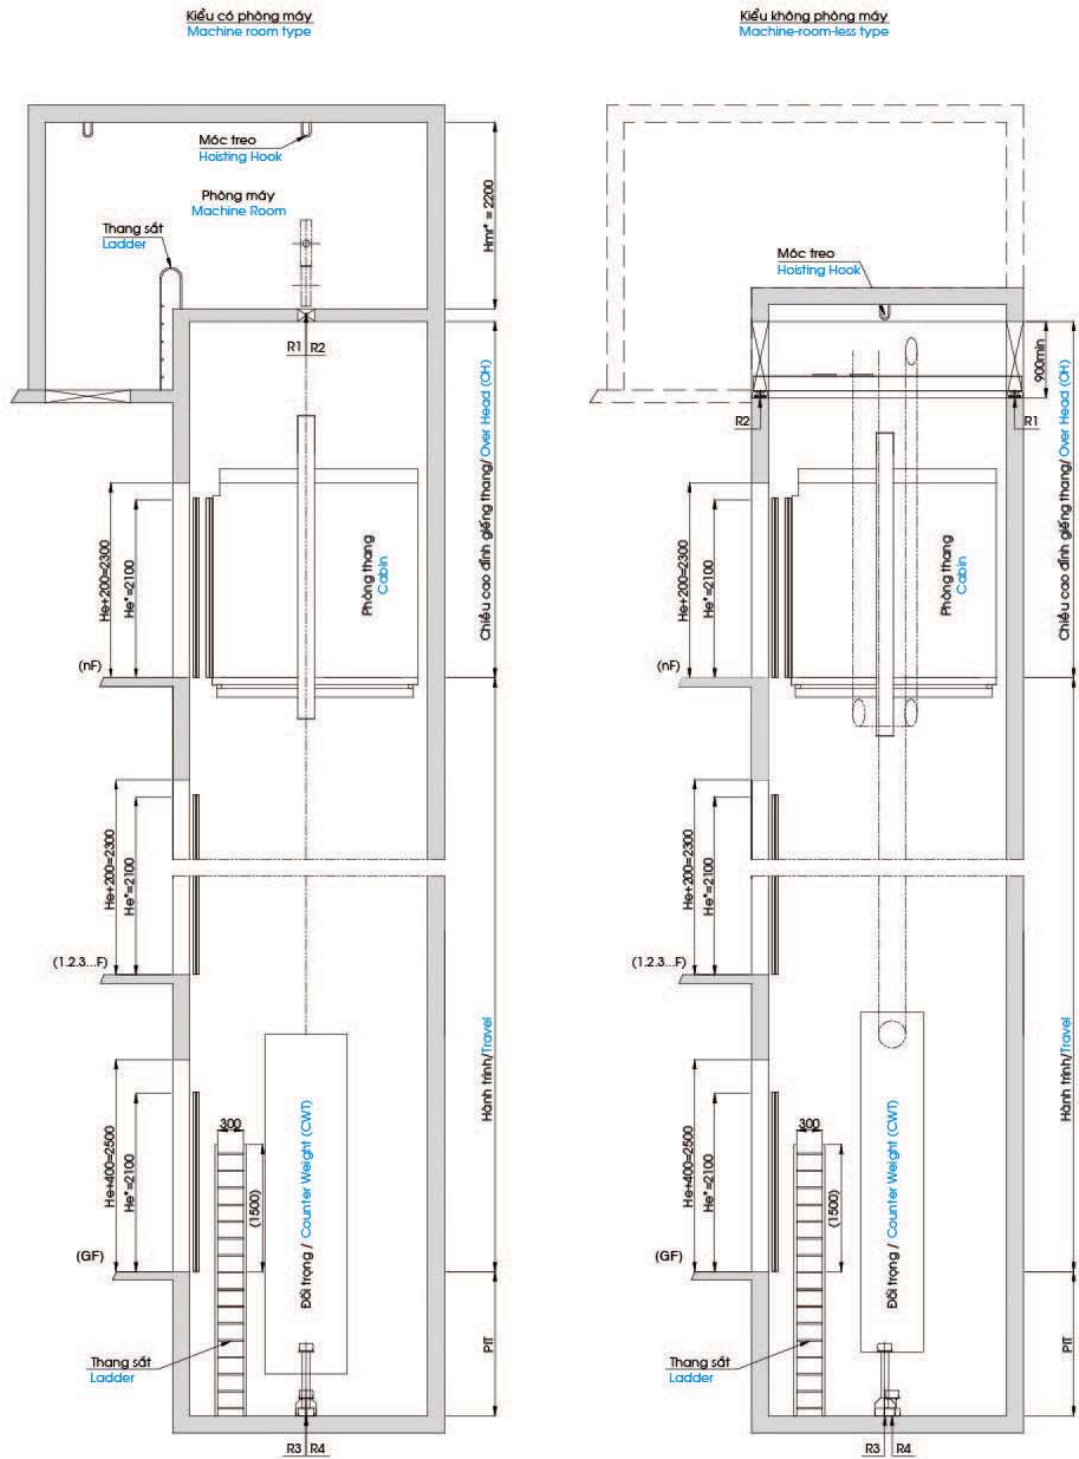 Kiểu có phòng máy
Machine room type
Móc treo
Hoisting Hook
Phòng máy
Machine Room
Thang sắt
Ladder
Hmr* = 2200
R1 R2
Chiều cao đỉnh giếng thang/ Over Head (OH)
He+200=2300
He*=2100
Phòng thang
Cabin
(nF)
He+200=2300
He*=2100
(1.2.3...F)
Hành trình/Travel
He+400=2500
He*=2100
300
(1500)
Đối trọng / Counter Weight (CWT)
(GF)
PIT
Thang sắt
Ladder
R3 R4
Kiểu không phòng máy
Machine-room-less type
Móc treo
Hoisting Hook
900min
R2
R1
Chiều cao đỉnh giếng thang/ Over Head (OH)
He+200=2300
He*=2100
Phòng thang
Cabin
(nF)
He+200=2300
He*=2100
(1.2.3...F)
Hành trình/Travel
He+400=2500
He*=2100
300
(1500)
Đối trọng / Counter Weight (CWT)
(GF)
PIT
Thang sắt
Ladder
R3 R4